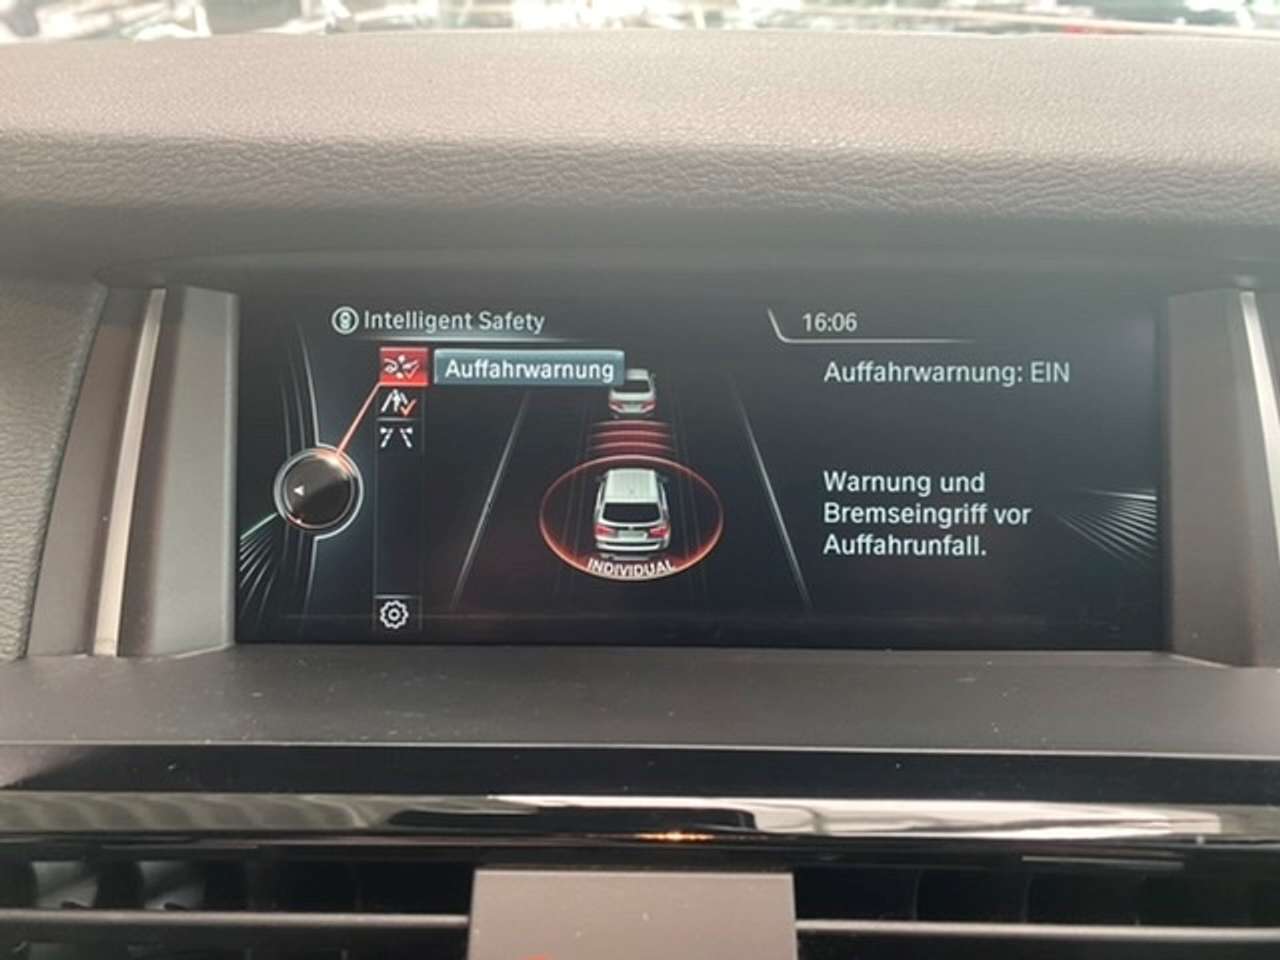 Intelligent Safety
16:06
Auffahrwarnung
Auffahrwarnung: EIN
Warnung und
Bremseingriff vor
Auffahrunfall.
INDIVIDUAL